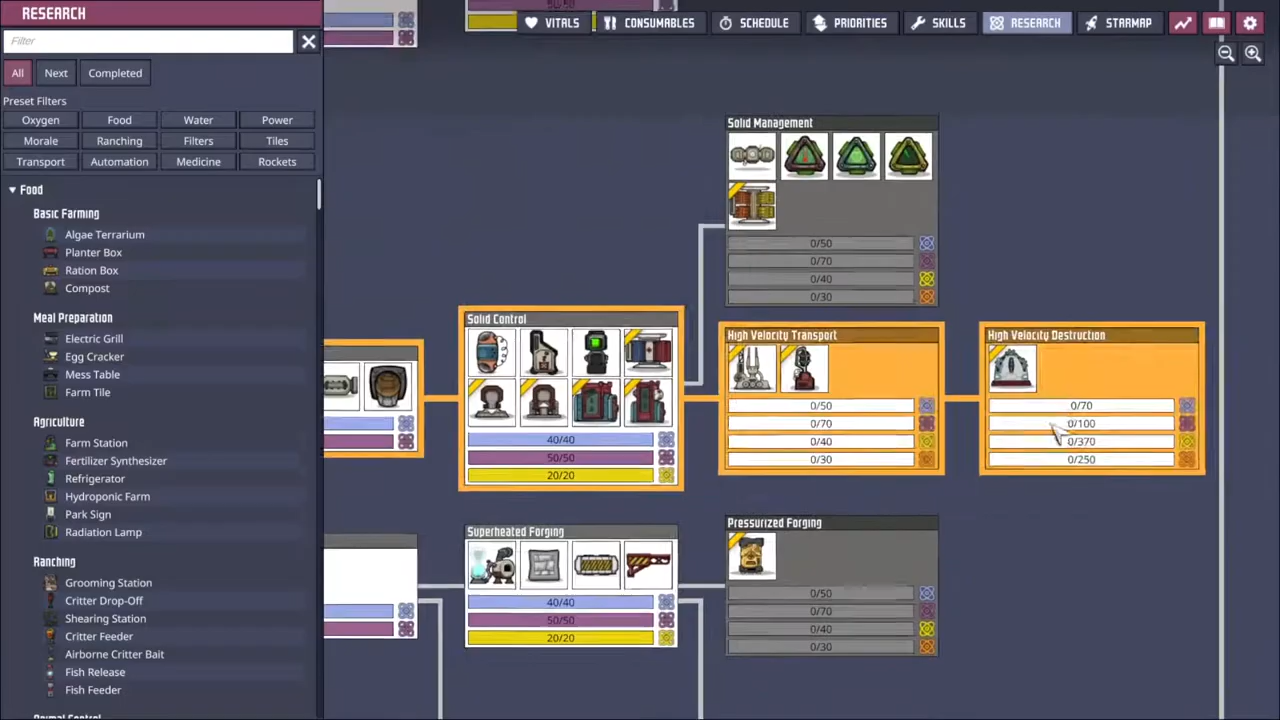 RESEARCH
VITALS
CONSUMABLES
SCHEDULE
PRIORITIES
SKILLS
RESEARCH
STARMAP
Filter
All
Next
Completed
Preset Filters
Oxygen
Food
Water
Power
Morale
Ranching
Filters
Tiles
Transport
Automation
Medicine
Rockets
Food
Basic Farming
Algae Terrarium
Planter Box
Ration Box
Compost
Meal Preparation
Electric Grill
Egg Cracker
Mess Table
Farm Tile
Agriculture
Farm Station
Fertilizer Synthesizer
Refrigerator
Hydroponic Farm
Park Sign
Radiation Lamp
Ranching
Grooming Station
Critter Drop-Off
Shearing Station
Critter Feeder
Airborne Critter Bait
Fish Release
Fish Feeder
Animal Control
Solid Management
0/50
0/70
0/40
0/30
Solid Control
40/40
50/50
20/20
High Velocity Transport
0/50
0/70
0/40
0/30
High Velocity Destruction
0/70
0/100
0/370
0/250
Superheated Forging
40/40
50/50
20/20
Pressurized Forging
0/50
0/70
0/40
0/30